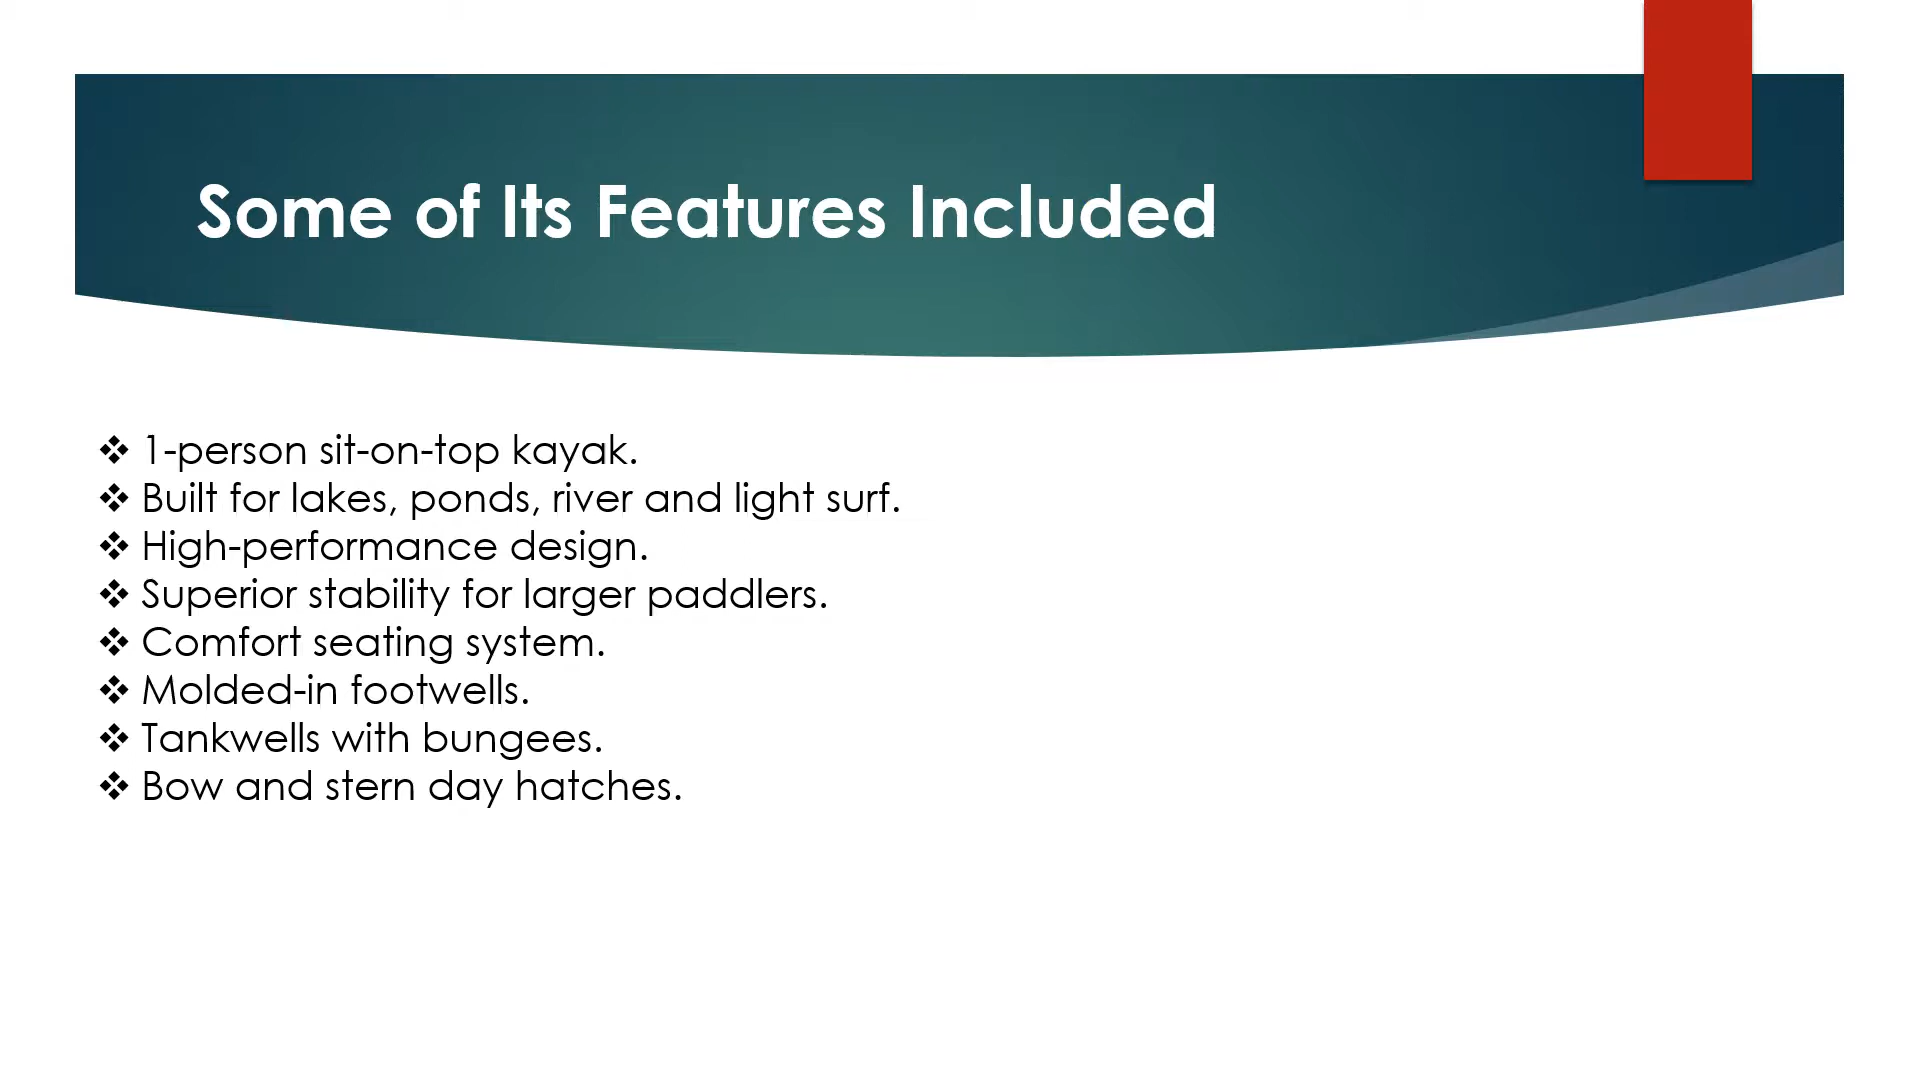 Some of Its Features Included
❖ 1-person sit-on-top kayak.
❖ Built for lakes, ponds, river and light surf.
❖ High-performance design.
❖ Superior stability for larger paddlers.
❖ Comfort seating system.
❖ Molded-in footwells.
❖ Tankwells with bungees.
❖ Bow and stern day hatches.